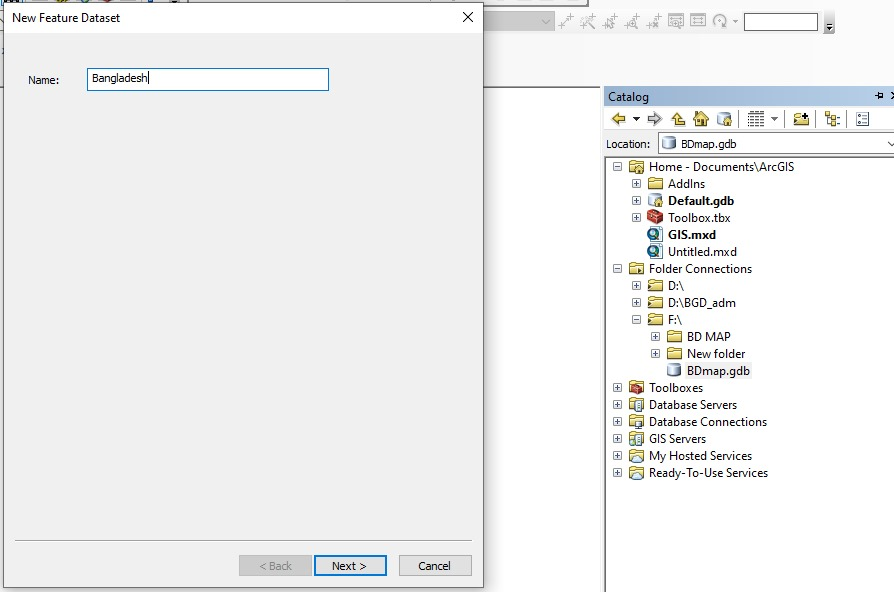 New Feature Dataset
Name:
Bangladesh
< Back
Next >
Cancel
Catalog
Location:
BDmap.gdb
Home - Documents\ArcGIS
AddIns
Default.gdb
Toolbox.tbx
GIS.mxd
Untitled.mxd
Folder Connections
D:\
D:\BGD_adm
F:\
BD MAP
New folder
BDmap.gdb
Toolboxes
Database Servers
Database Connections
GIS Servers
My Hosted Services
Ready-To-Use Services